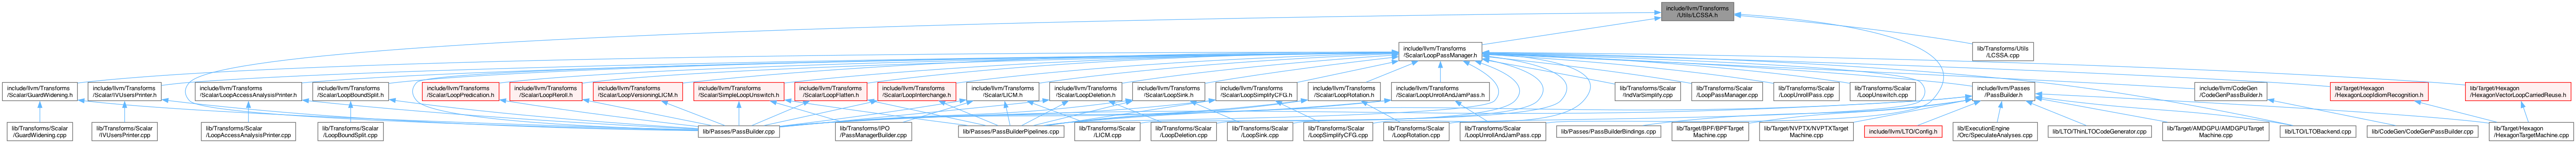 include/llvm/Transforms
/Utils/LCSSA.h
include/llvm/Transforms
/Scalar/LoopPassManager.h
lib/Transforms/Utils
/LCSSA.cpp
include/llvm/Transforms
/Scalar/GuardWidening.h
include/llvm/Transforms
/Scalar/IVUsersPrinter.h
include/llvm/Transforms
/Scalar/LoopAccessAnalysisPrinter.h
include/llvm/Transforms
/Scalar/LoopBoundSplit.h
include/llvm/Transforms
/Scalar/LoopPredication.h
include/llvm/Transforms
/Scalar/LoopReroll.h
include/llvm/Transforms
/Scalar/LoopVersioningLICM.h
include/llvm/Transforms
/Scalar/SimpleLoopUnswitch.h
include/llvm/Transforms
/Scalar/LoopFlatten.h
include/llvm/Transforms
/Scalar/LoopInterchange.h
include/llvm/Transforms
/Scalar/LICM.h
include/llvm/Transforms
/Scalar/LoopDeletion.h
include/llvm/Transforms
/Scalar/LoopSink.h
include/llvm/Transforms
/Scalar/LoopSimplifyCFG.h
include/llvm/Transforms
/Scalar/LoopRotation.h
include/llvm/Transforms
/Scalar/LoopUnrollAndJamPass.h
lib/Transforms/Scalar
/IndVarSimplify.cpp
lib/Transforms/Scalar
/LoopPassManager.cpp
lib/Transforms/Scalar
/LoopUnrollPass.cpp
lib/Transforms/Scalar
/LoopUnswitch.cpp
include/llvm/Passes
/PassBuilder.h
include/llvm/CodeGen
/CodeGenPassBuilder.h
lib/Target/Hexagon
/HexagonLoopIdiomRecognition.h
lib/Target/Hexagon
/HexagonVectorLoopCarriedReuse.h
lib/Transforms/Scalar
/GuardWidening.cpp
lib/Transforms/Scalar
/IVUsersPrinter.cpp
lib/Transforms/Scalar
/LoopAccessAnalysisPrinter.cpp
lib/Transforms/Scalar
/LoopBoundSplit.cpp
lib/Passes/PassBuilder.cpp
lib/Transforms/IPO
/PassManagerBuilder.cpp
lib/Passes/PassBuilderPipelines.cpp
lib/Transforms/Scalar
/LICM.cpp
lib/Transforms/Scalar
/LoopDeletion.cpp
lib/Transforms/Scalar
/LoopSink.cpp
lib/Transforms/Scalar
/LoopSimplifyCFG.cpp
lib/Transforms/Scalar
/LoopRotation.cpp
lib/Transforms/Scalar
/LoopUnrollAndJamPass.cpp
lib/Passes/PassBuilderBindings.cpp
lib/Target/BPF/BPFTarget
Machine.cpp
lib/Target/NVPTX/NVPTXTarget
Machine.cpp
include/llvm/LTO/Config.h
lib/ExecutionEngine
/Orc/SpeculateAnalyses.cpp
lib/LTO/ThinLTOCodeGenerator.cpp
lib/Target/AMDGPU/AMDGPUTarget
Machine.cpp
lib/LTO/LTOBackend.cpp
lib/CodeGen/CodeGenPassBuilder.cpp
lib/Target/Hexagon
/HexagonTargetMachine.cpp